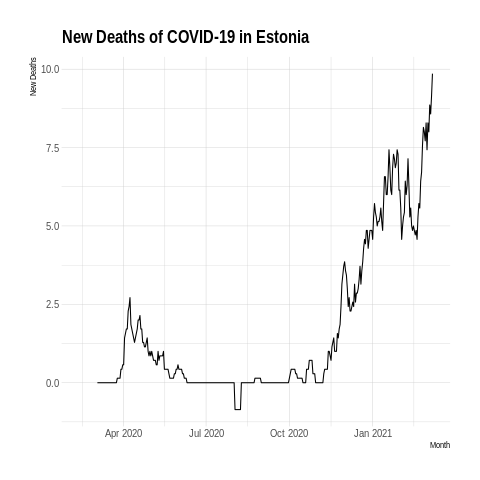 New Deaths of COVID-19 in Estonia
New Deaths
10.0
7.5
5.0
2.5
0.0
Apr 2020
Jul 2020
Oct 2020
Jan 2021
Month